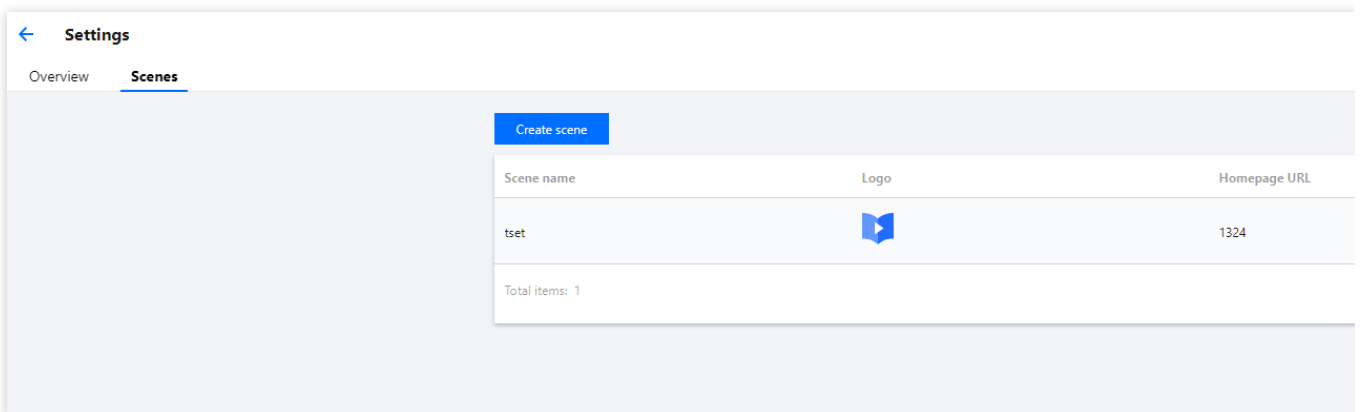 Settings
Overview Scenes
Create scene
Scene name Logo Homepage URL
tset 1324
Total items: 1